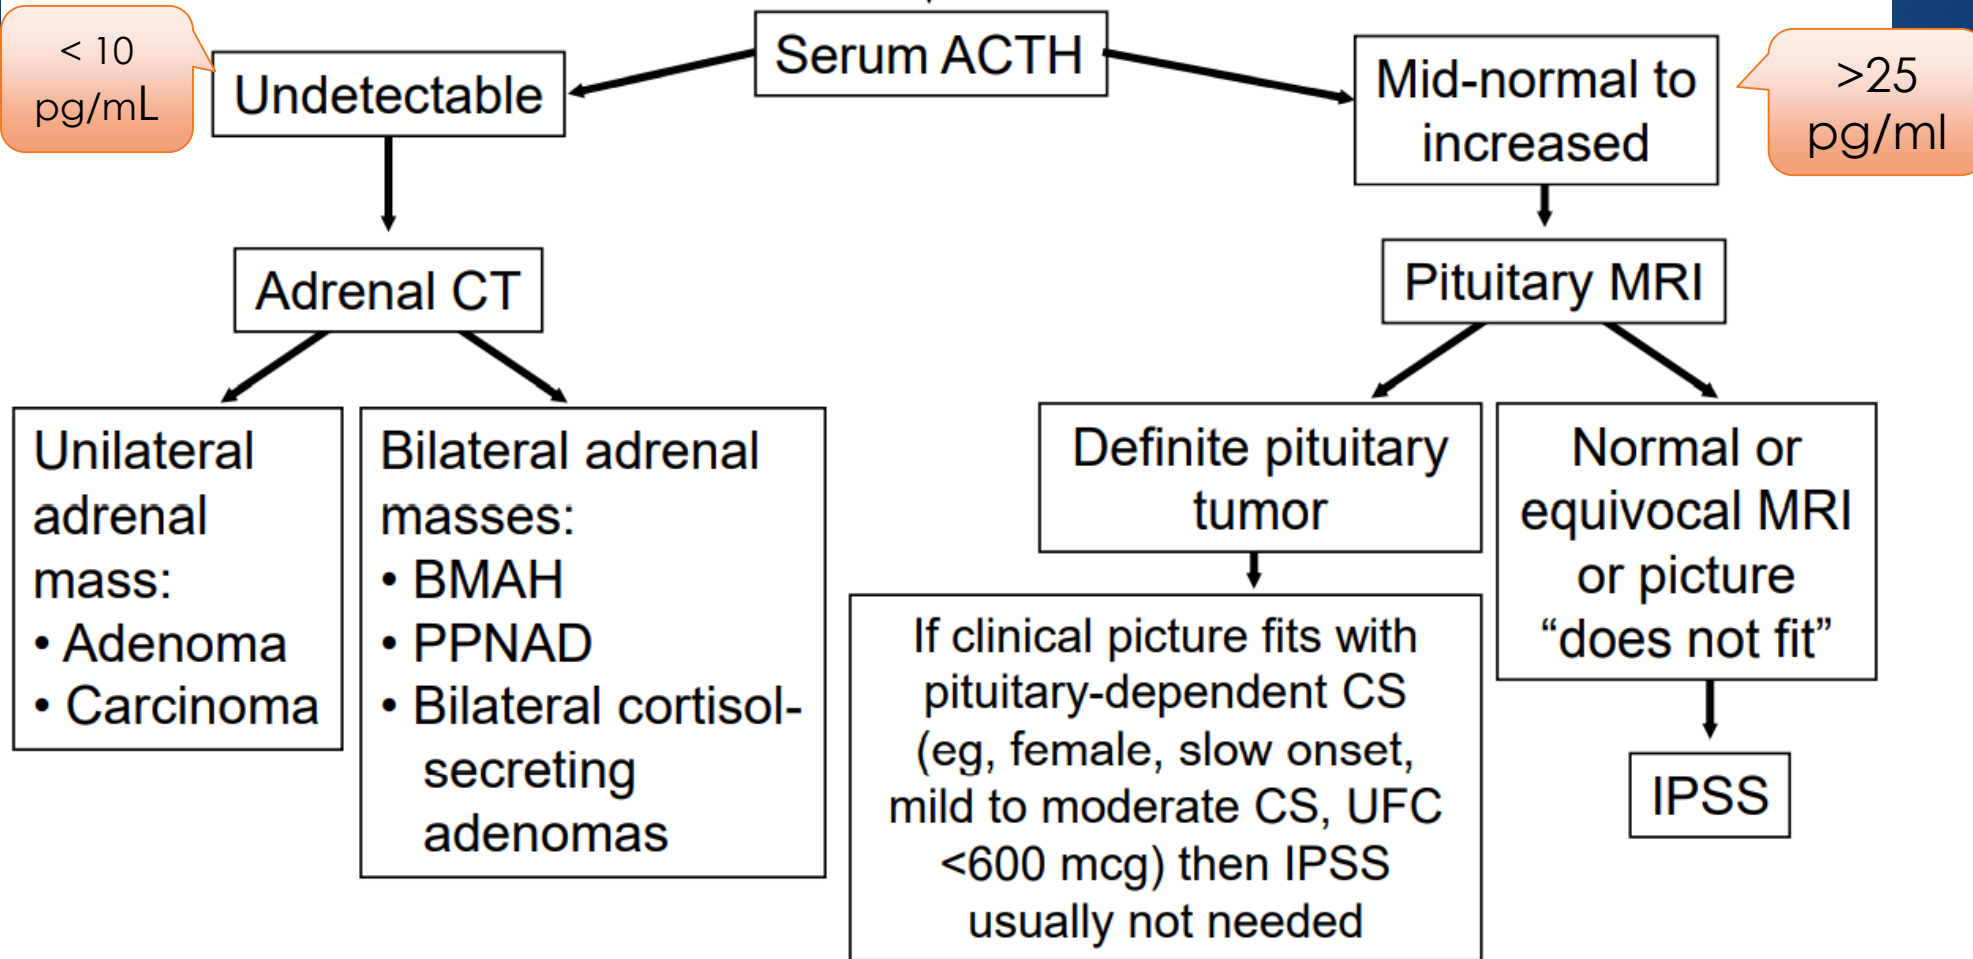 < 10
pg/mL
Undetectable
Serum ACTH
Mid-normal to
increased
>25
pg/ml
Adrenal CT
Pituitary MRI
Unilateral
adrenal
mass:
• Adenoma
• Carcinoma
Bilateral adrenal
masses:
• BMAH
• PPNAD
• Bilateral cortisol-
secreting
adenomas
Definite pituitary
tumor
Normal or
equivocal MRI
or picture
“does not fit”
If clinical picture fits with
pituitary-dependent CS
(eg, female, slow onset,
mild to moderate CS, UFC
<600 mcg) then IPSS
usually not needed
IPSS